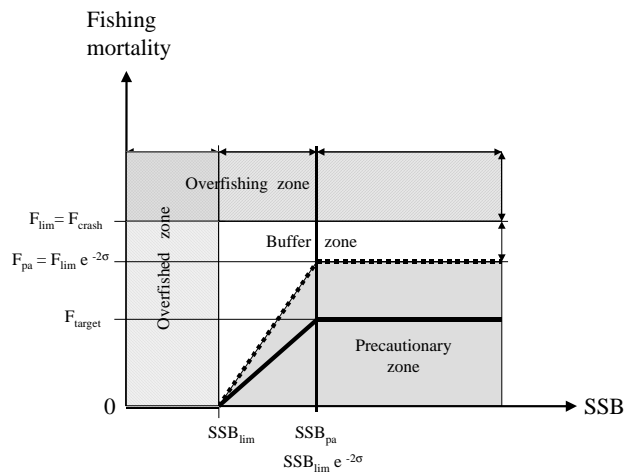 Fishing
mortality
Overfishing zone
F_lim = F_crash
Buffer zone
F_pa = F_lim e ^-2σ
Overfished zone
F_target
Precautionary
zone
0
SSB
SSB_lim
SSB_pa
SSB_lim e ^-2σ